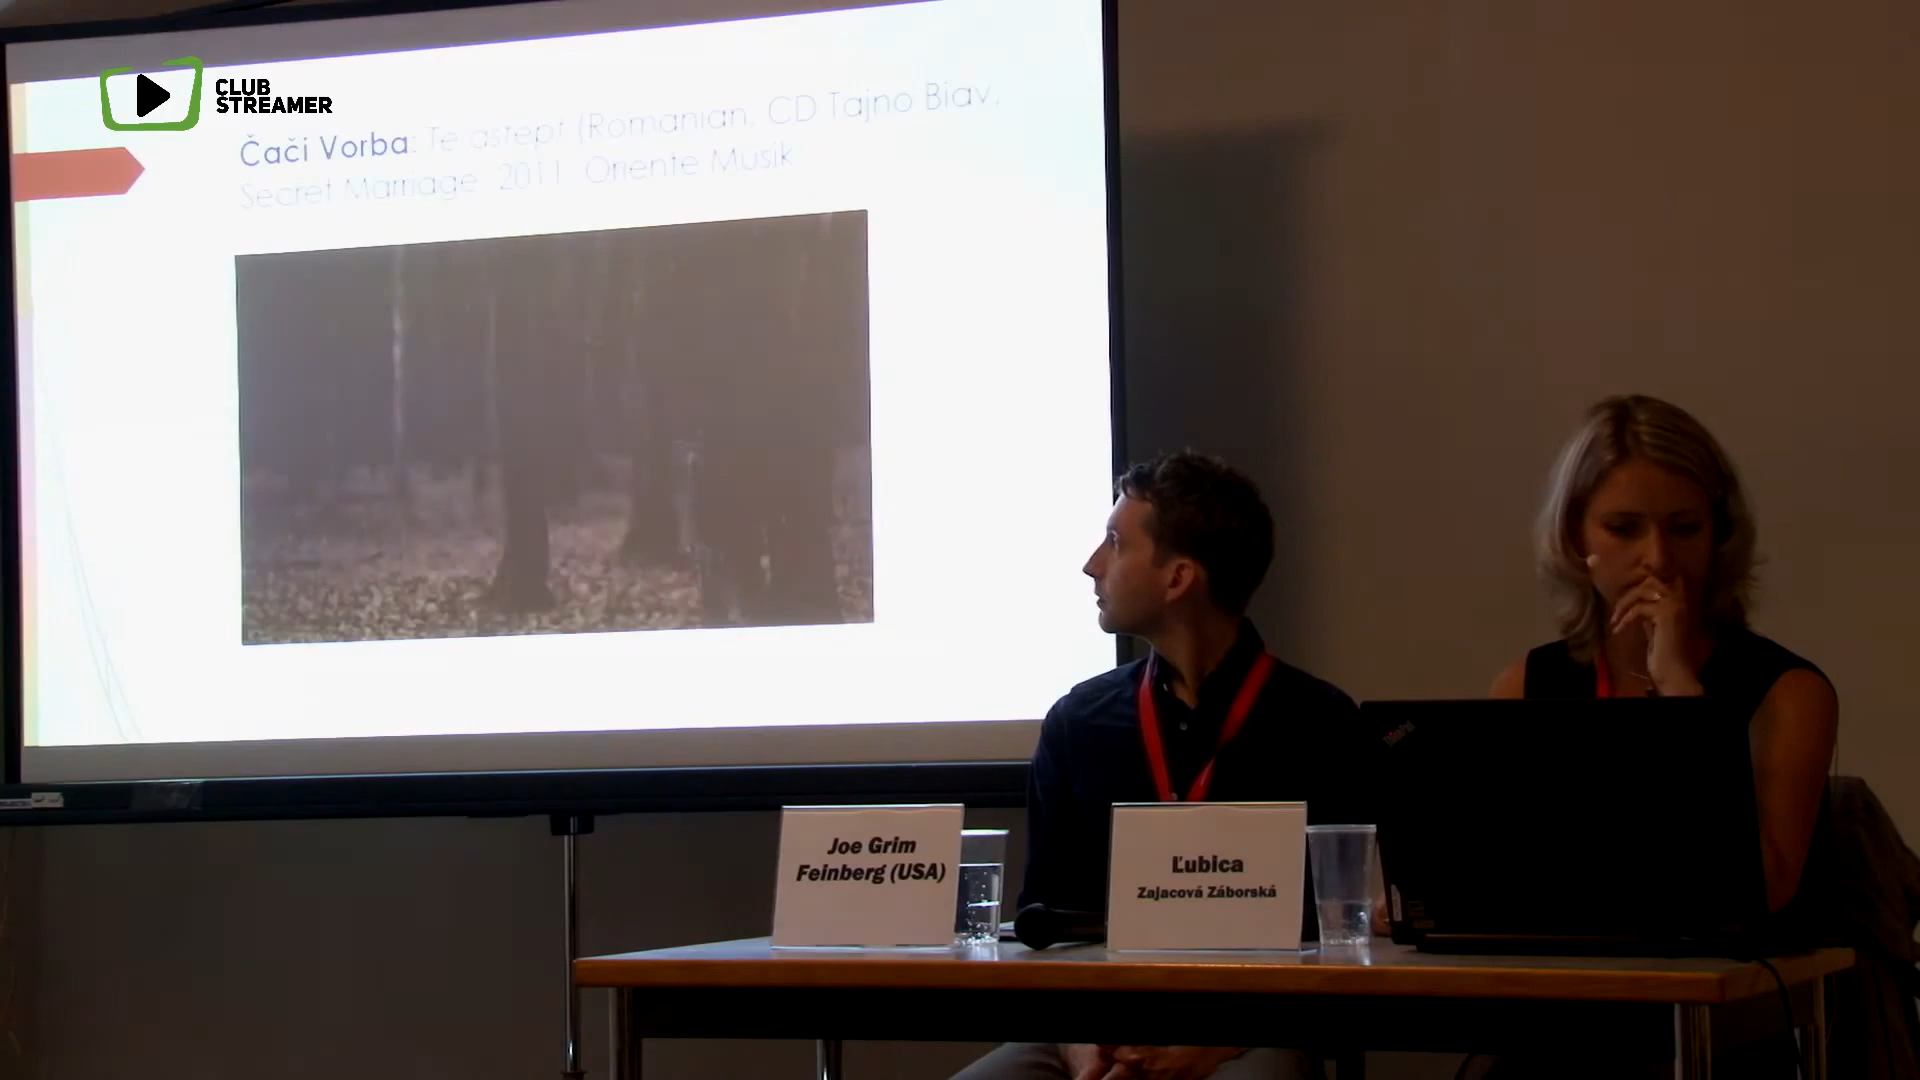 CLUB
STREAMER
Čači Vorba: Te astept (Romanian. CD Tajno Biav,
Secret Marriage 2011 Oriente Musik
Joe Grim
Feinberg (USA)
Ľubica
Zajacová Záborská
ThinkPad